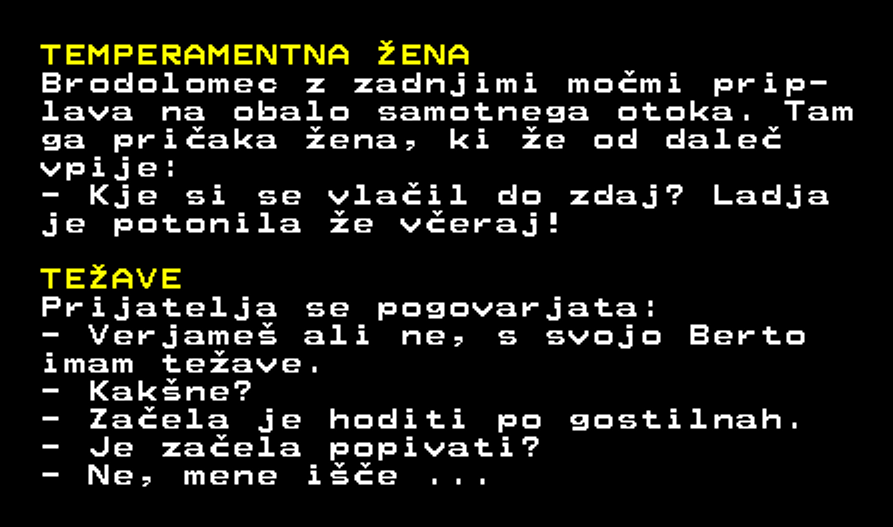 TEMPERAMENTNA ŽENA
Brodolomec z zadnjimi močmi prip-
lava na obalo samotnega otoka. Tam
ga pričaka žena, ki že od daleč
vpije:
- Kje si se vlačil do zdaj? Ladja
je potonila že včeraj!
TEŽAVE
Prijatelja se pogovarjata:
- Verjameš ali ne, s svojo Berto
imam težave.
- Kakšne?
- Začela je hoditi po gostilnah.
- Je začela popivati?
- Ne, mene išče ...